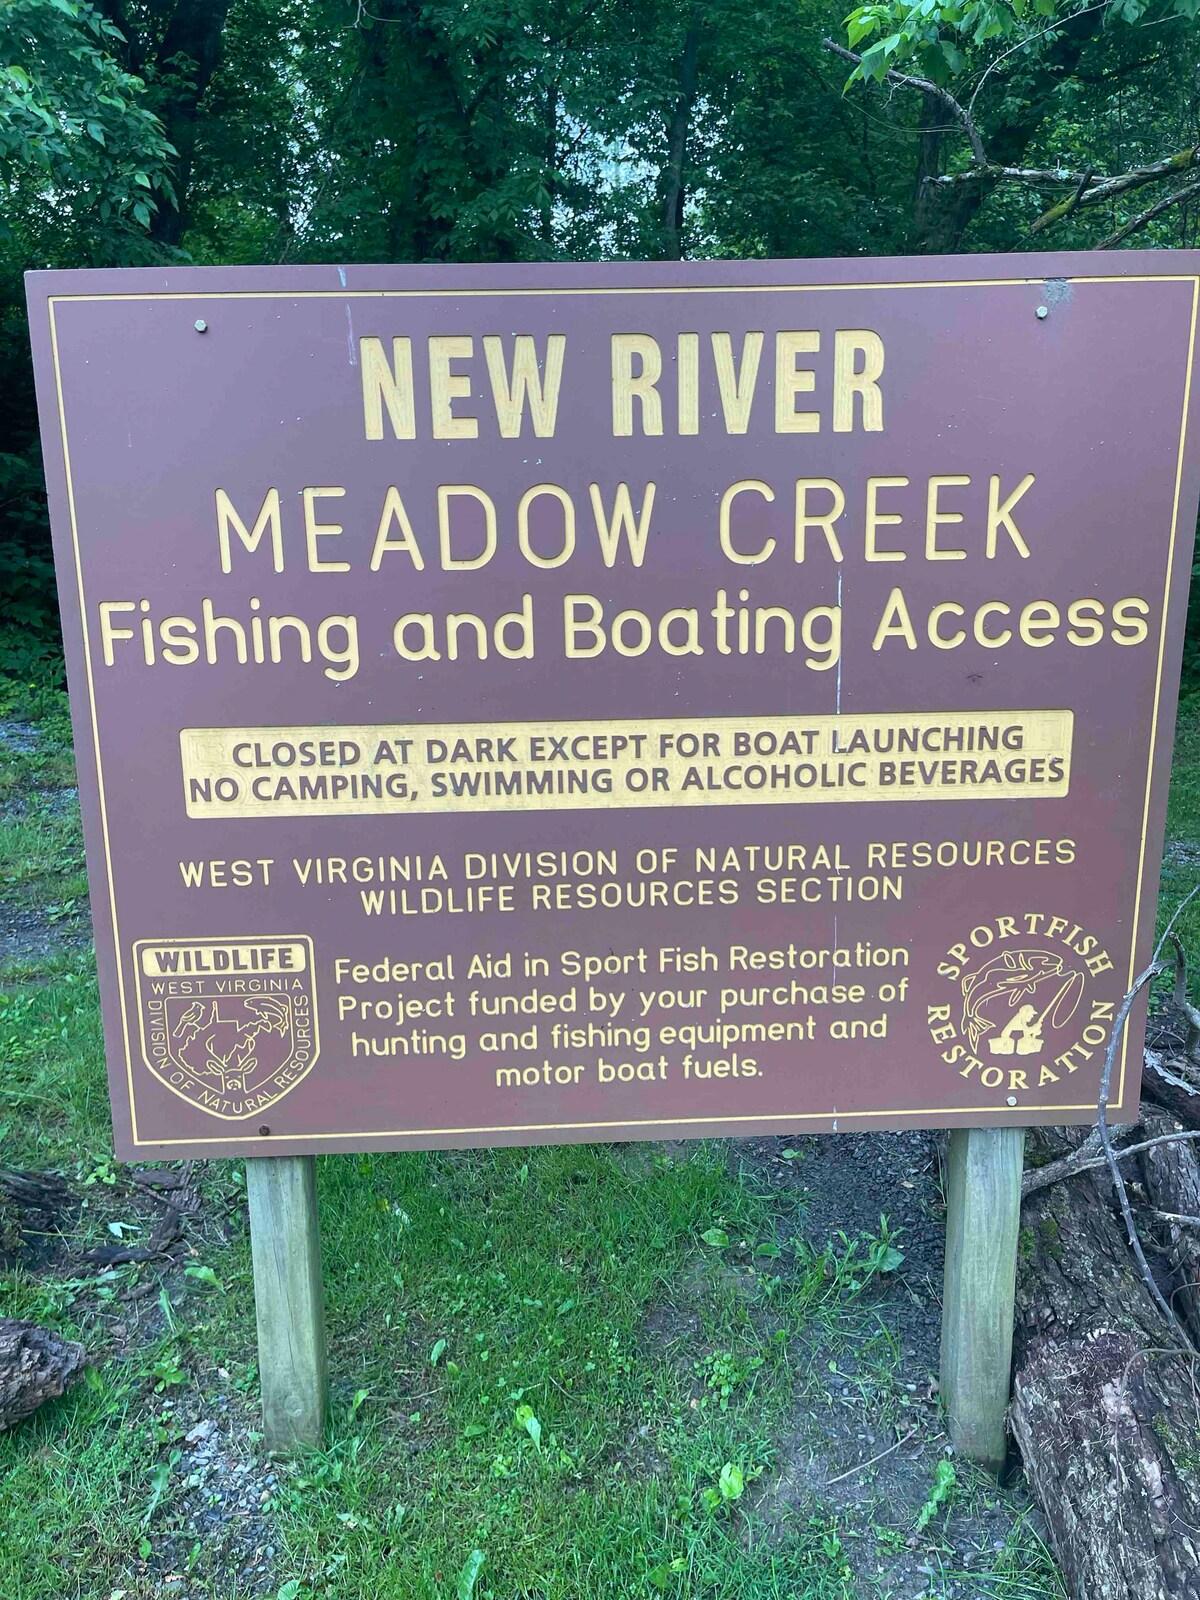 NEW RIVER
MEADOW CREEK
Fishing and Boating Access
CLOSED AT DARK EXCEPT FOR BOAT LAUNCHING
NO CAMPING, SWIMMING OR ALCOHOLIC BEVERAGES
WEST VIRGINIA DIVISION OF NATURAL RESOURCES
WILDLIFE RESOURCES SECTION
WILDLIFE
WEST VIRGINIA
DIVISION OF NATURAL RESOURCES
Federal Aid in Sport Fish Restoration
Project funded by your purchase of
hunting and fishing equipment and
motor boat fuels.
SPORTFISH
RESTORATION